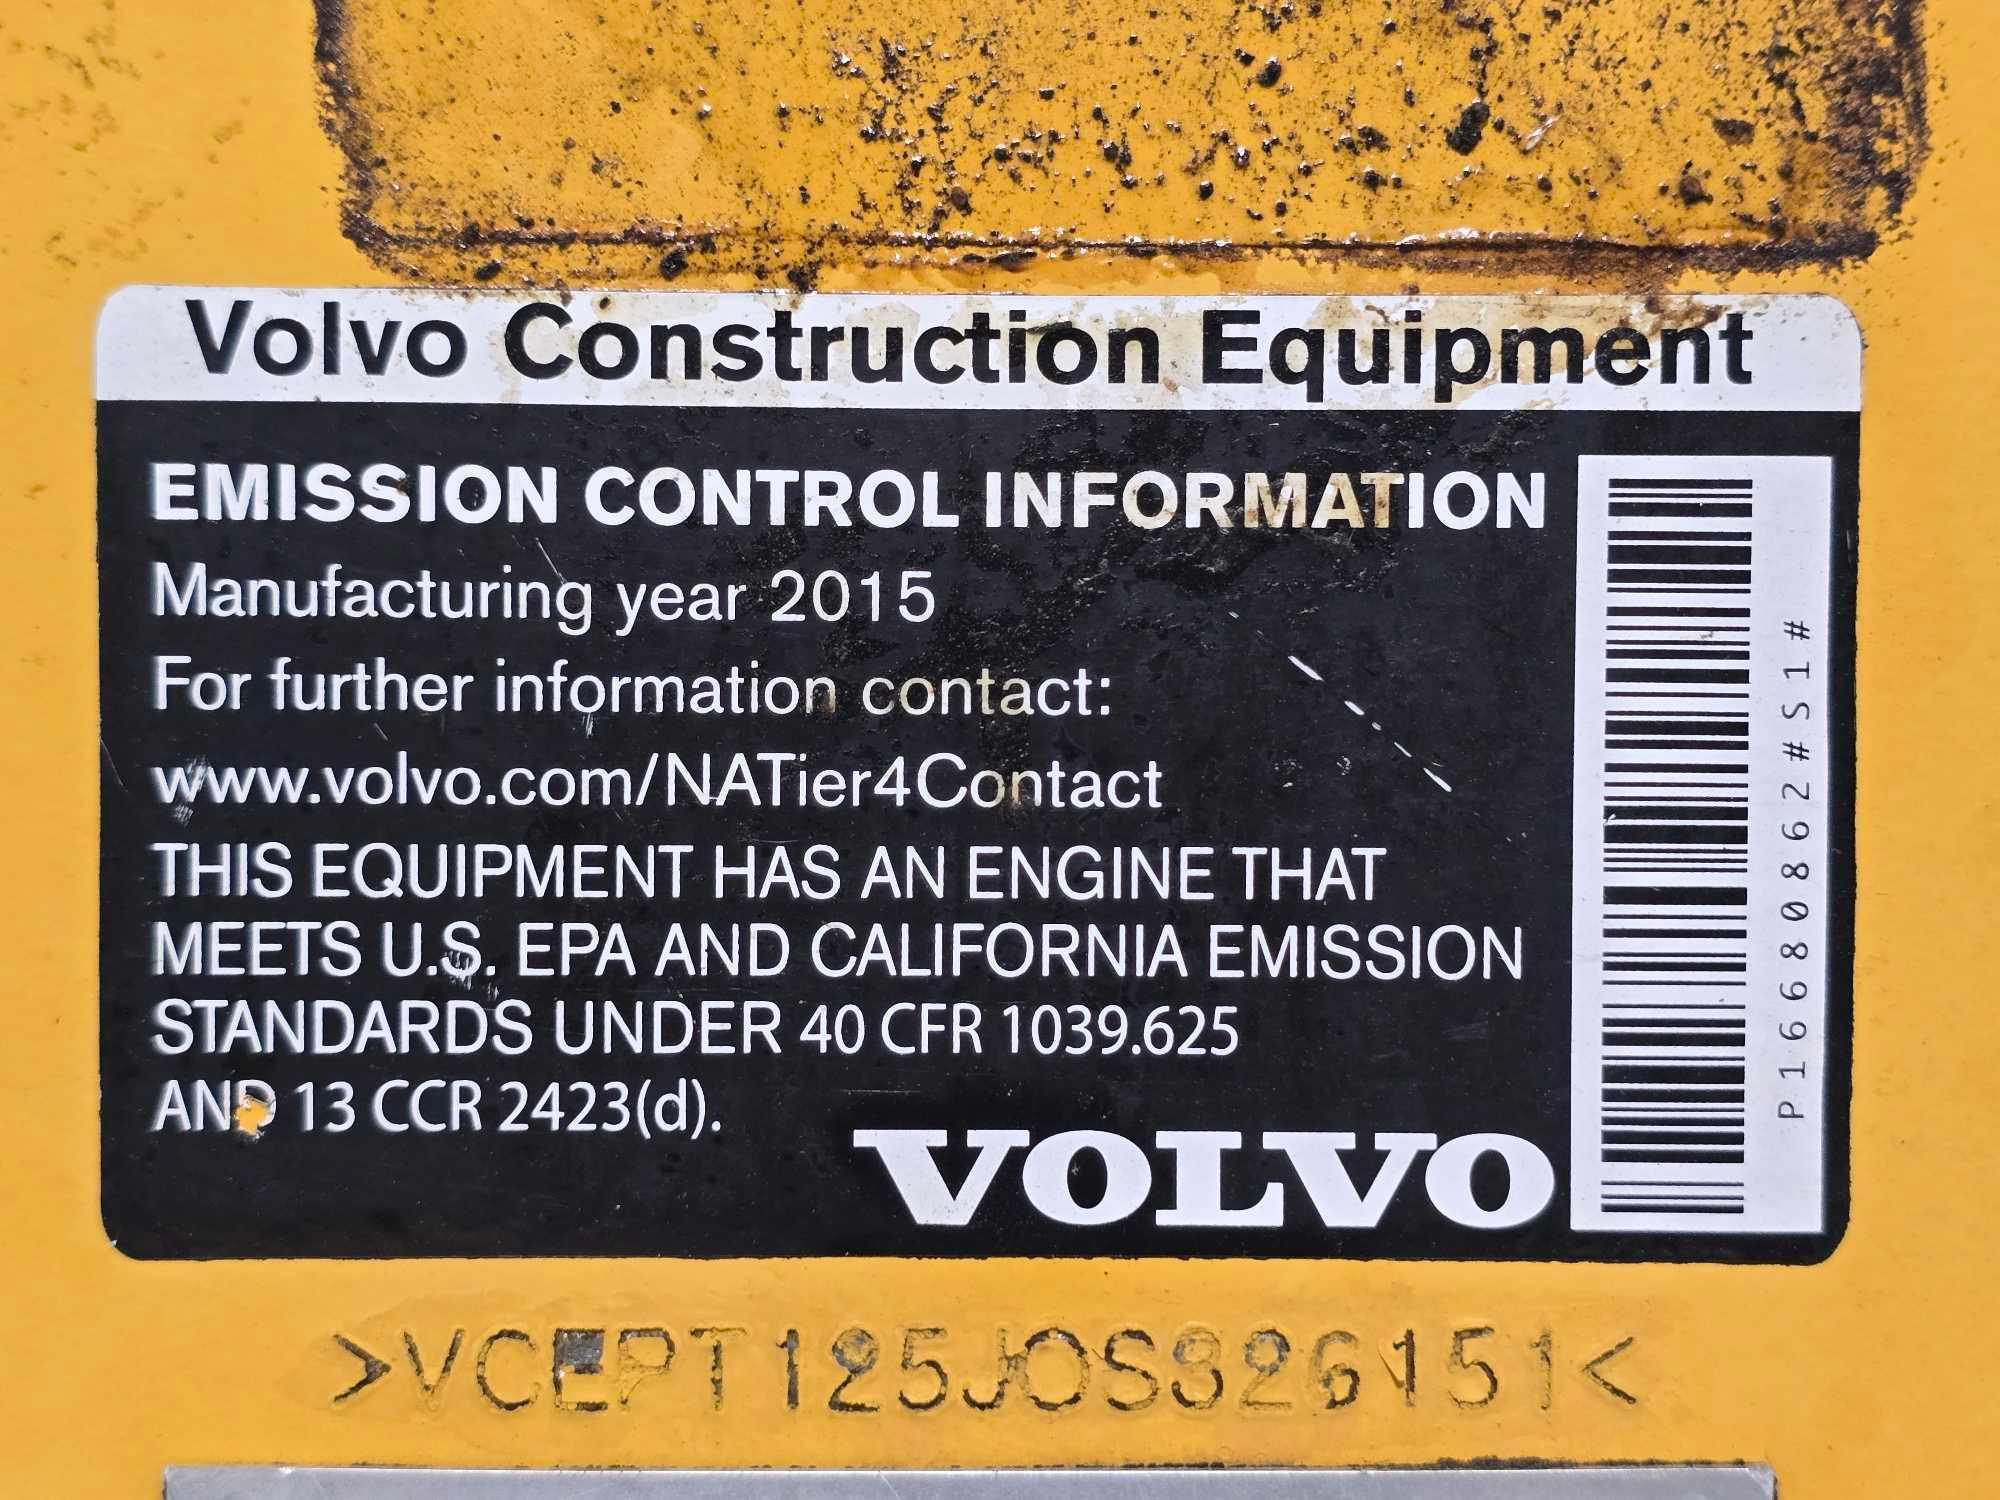 Volvo Construction Equipment
EMISSION CONTROL INFORMATION
Manufacturing year 2015
For further information contact:
www.volvo.com/NATier4Contact
THIS EQUIPMENT HAS AN ENGINE THAT
MEETS U.S. EPA AND CALIFORNIA EMISSION
STANDARDS UNDER 40 CFR 1039.625
AND 13 CCR 2423(d).
VOLVO
P16680862#S1#
>VCEPT125J0S326151<